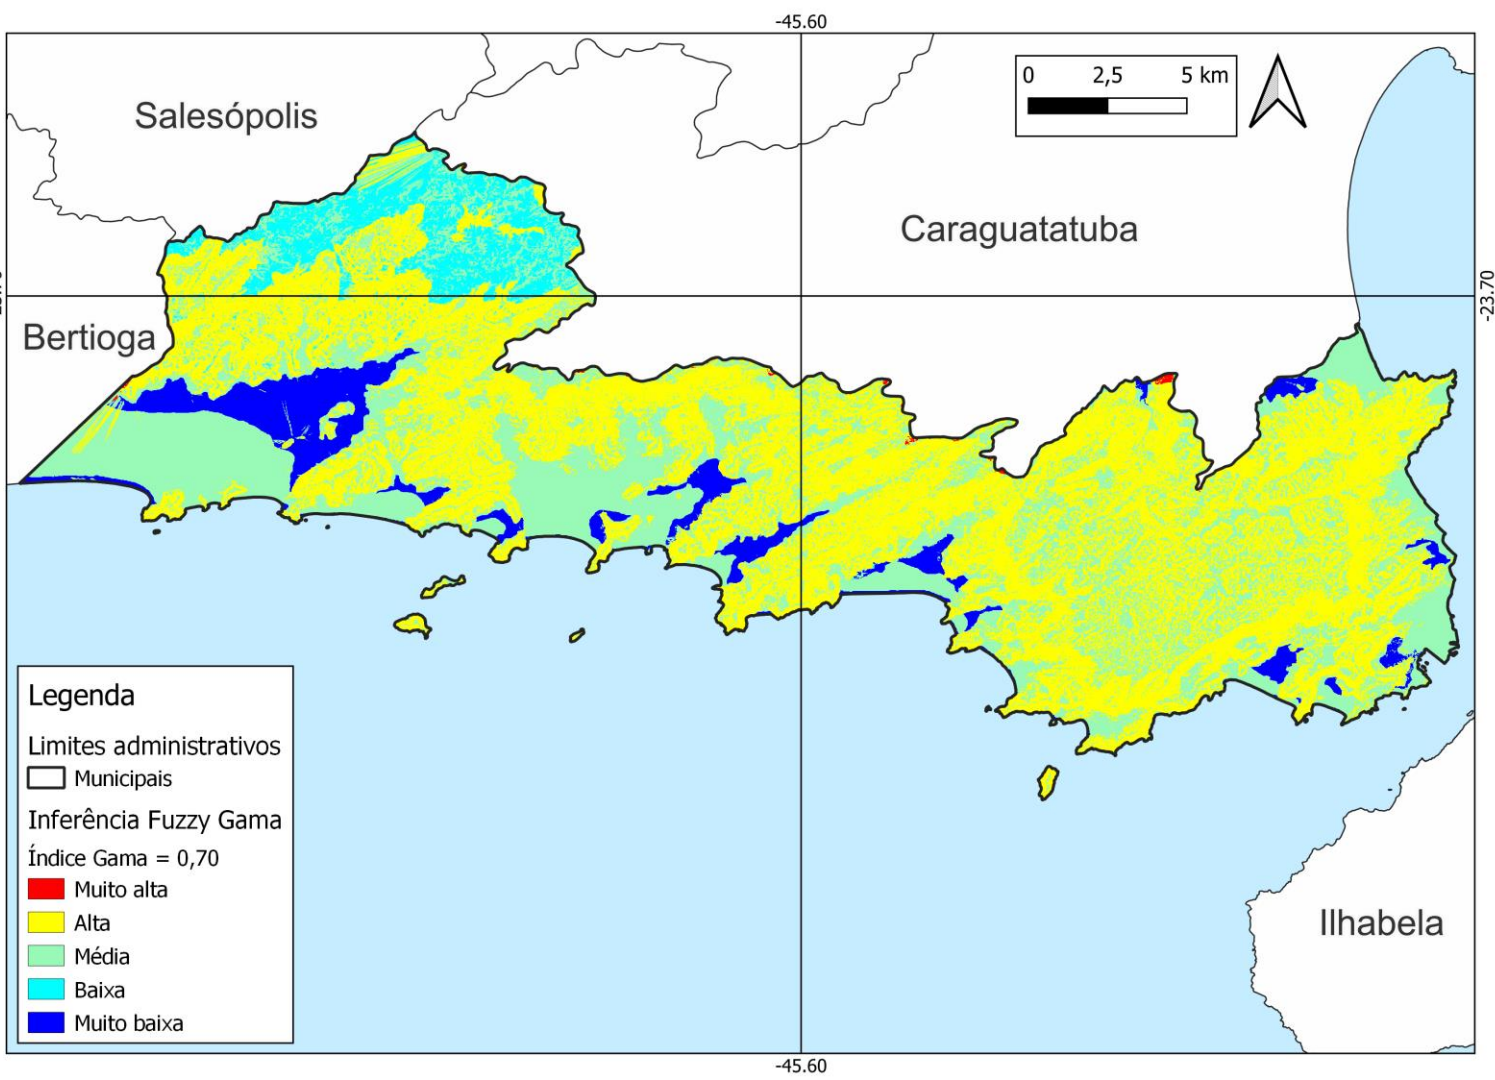 -45.60
0 2,5 5 km
Salesópolis
Caraguatatuba
Bertioga
-23.70
Ilhabela
Legenda
Limites administrativos
Municipais
Inferência Fuzzy Gama
Índice Gama = 0,70
Muito alta
Alta
Média
Baixa
Muito baixa
-45.60